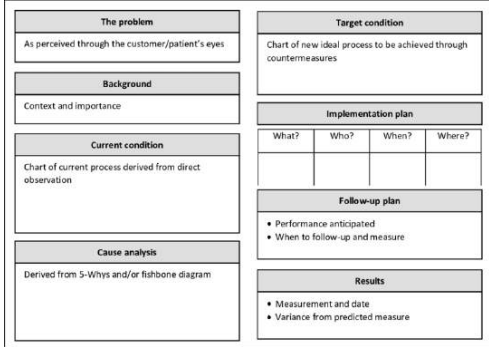 The problem
As perceived through the customer/patient's eyes
Background
Context and importance
Current condition
Chart of current process derived from direct
observation
Cause analysis
Derived from 5-Whys and/or fishbone diagram
Target condition
Chart of new ideal process to be achieved through
countermeasures
Implementation plan
What? Who? When? Where?
Follow-up plan
• Performance anticipated
• When to follow-up and measure
Results
• Measurement and date
• Variance from predicted measure